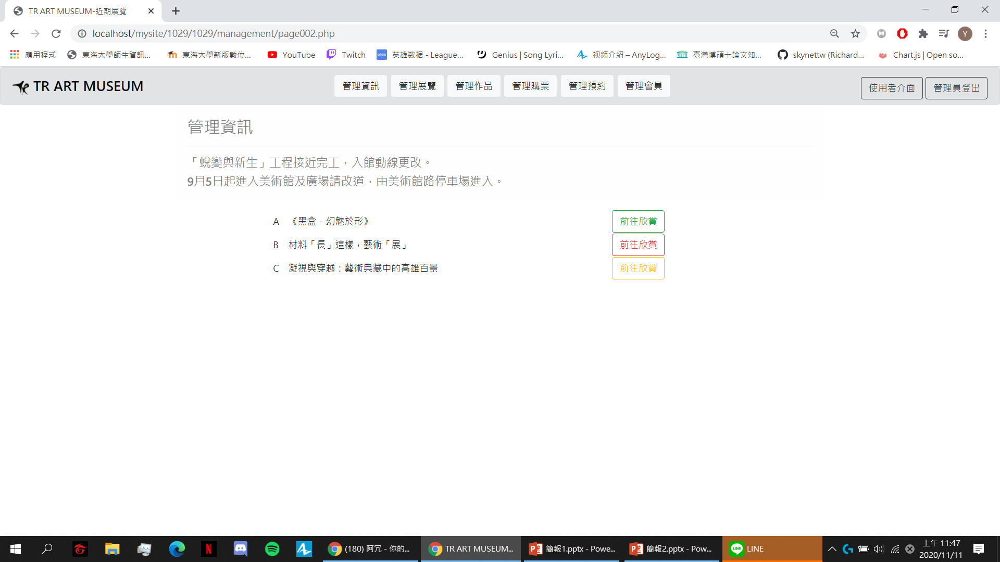 TR ART MUSEUM-近期展覽
localhost/mysite/1029/1029/management/page002.php
Y
應用程式
東海大學師生資訊...
東海大學新版數位...
YouTube
Twitch
OPGG
英雄数据 - League...
Genius | Song Lyri...
视频介绍 – AnyLog...
臺灣博碩士論文知...
skynettw (Richard...
Chart.js | Open so...
TR ART MUSEUM
管理資訊
管理展覽
管理作品
管理購票
管理預約
管理會員
使用者介面
管理員登出
管理資訊
「蛻變與新生」工程接近完工，入館動線更改。
9月5日起進入美術館及廣場請改道，由美術館路停車場進入。
A 《黑盒 - 幻魅於形》 前往欣賞
B 材料「長」這樣，藝術「展」 前往欣賞
C 凝視與穿越：藝術典藏中的高雄百景 前往欣賞
(180) 阿冗 - 你的...
TR ART MUSEUM...
簡報1.pptx - Powe...
簡報2.pptx - Pow...
LINE
上午 11:47
2020/11/11